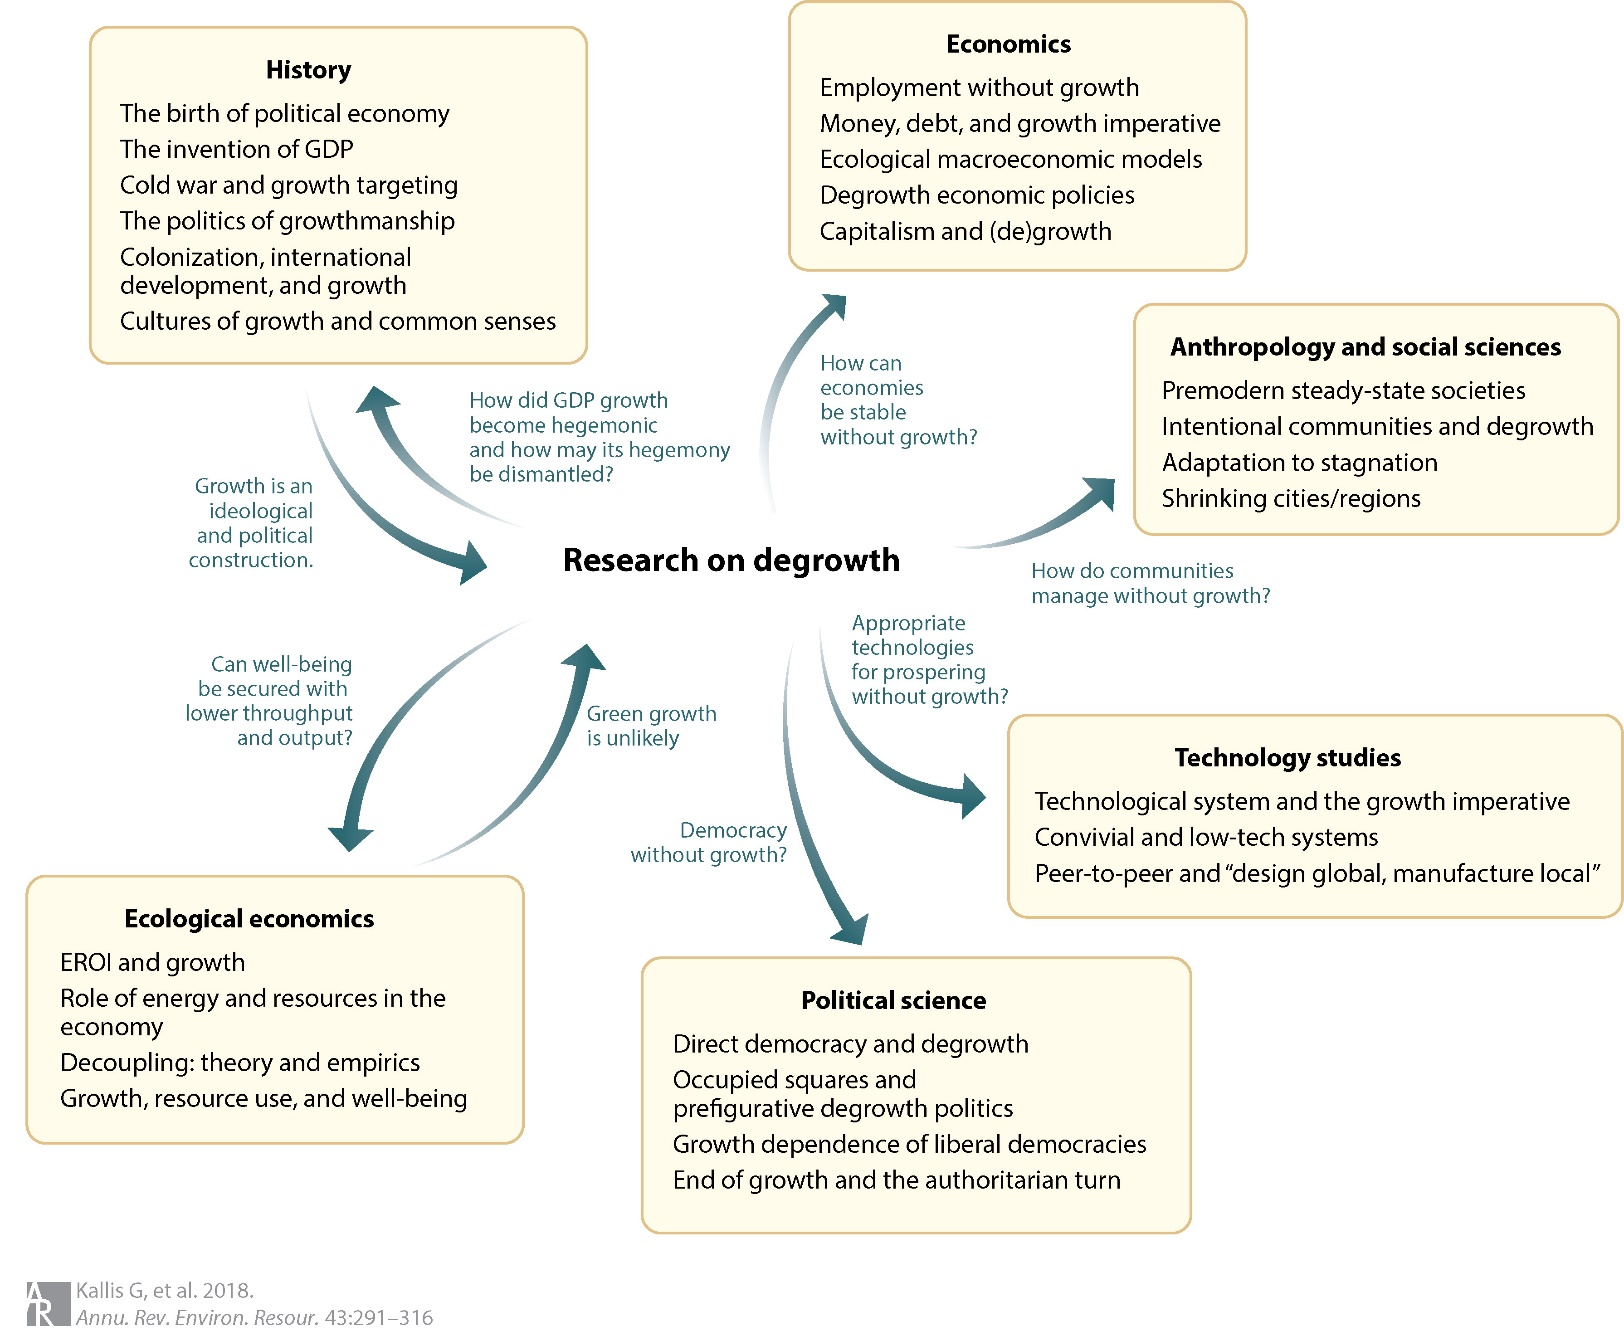 History
The birth of political economy
The invention of GDP
Cold war and growth targeting
The politics of growthmanship
Colonization, international
development, and growth
Cultures of growth and common senses
Economics
Employment without growth
Money, debt, and growth imperative
Ecological macroeconomic models
Degrowth economic policies
Capitalism and (de)growth
Anthropology and social sciences
Premodern steady-state societies
Intentional communities and degrowth
Adaptation to stagnation
Shrinking cities/regions
How did GDP growth
become hegemonic
and how may its hegemony
be dismantled?
How can
economies
be stable
without growth?
Growth is an
ideological
and political
construction.
Research on degrowth
How do communities
manage without growth?
Appropriate
technologies
for prospering
without growth?
Can well-being
be secured with
lower throughput
and output?
Green growth
is unlikely
Democracy
without growth?
Technology studies
Technological system and the growth imperative
Convivial and low-tech systems
Peer-to-peer and “design global, manufacture local”
Ecological economics
EROI and growth
Role of energy and resources in the
economy
Decoupling: theory and empirics
Growth, resource use, and well-being
Political science
Direct democracy and degrowth
Occupied squares and
prefigurative degrowth politics
Growth dependence of liberal democracies
End of growth and the authoritarian turn
AR
Kallis G, et al. 2018.
Annu. Rev. Environ. Resour. 43:291–316